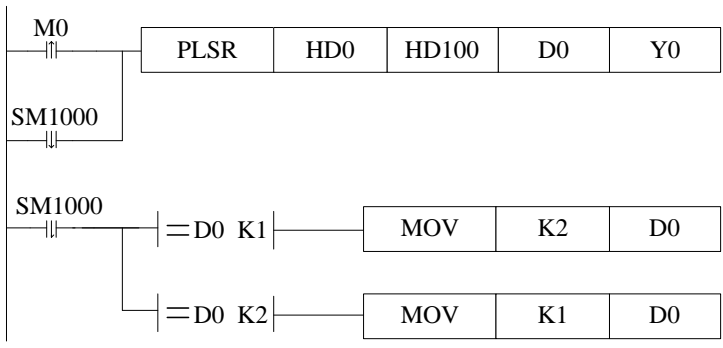 M0
PLSR HD0 HD100 D0 Y0
SM1000
SM1000
=D0 K1 MOV K2 D0
=D0 K2 MOV K1 D0